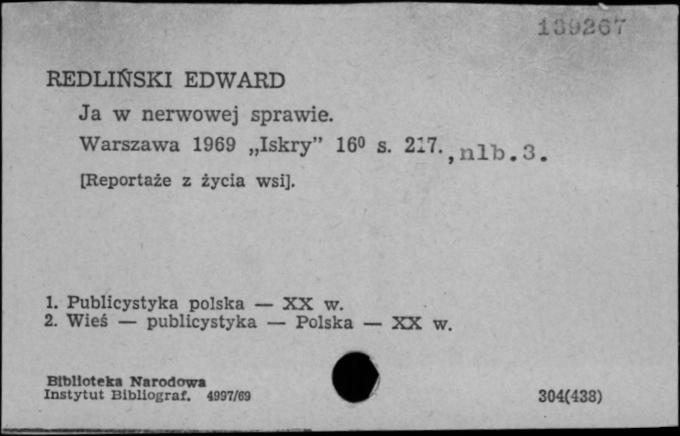 139267
REDLIŃSKI EDWARD
Ja w nerwowej sprawie.
Warszawa 1969 „Iskry” 16⁰ s. 217., nlb.3.
[Reportaże z życia wsi].
1. Publicystyka polska — XX w.
2. Wieś — publicystyka — Polska — XX w.
Biblioteka Narodowa
Instytut Bibliograf. 4997/69
304(438)